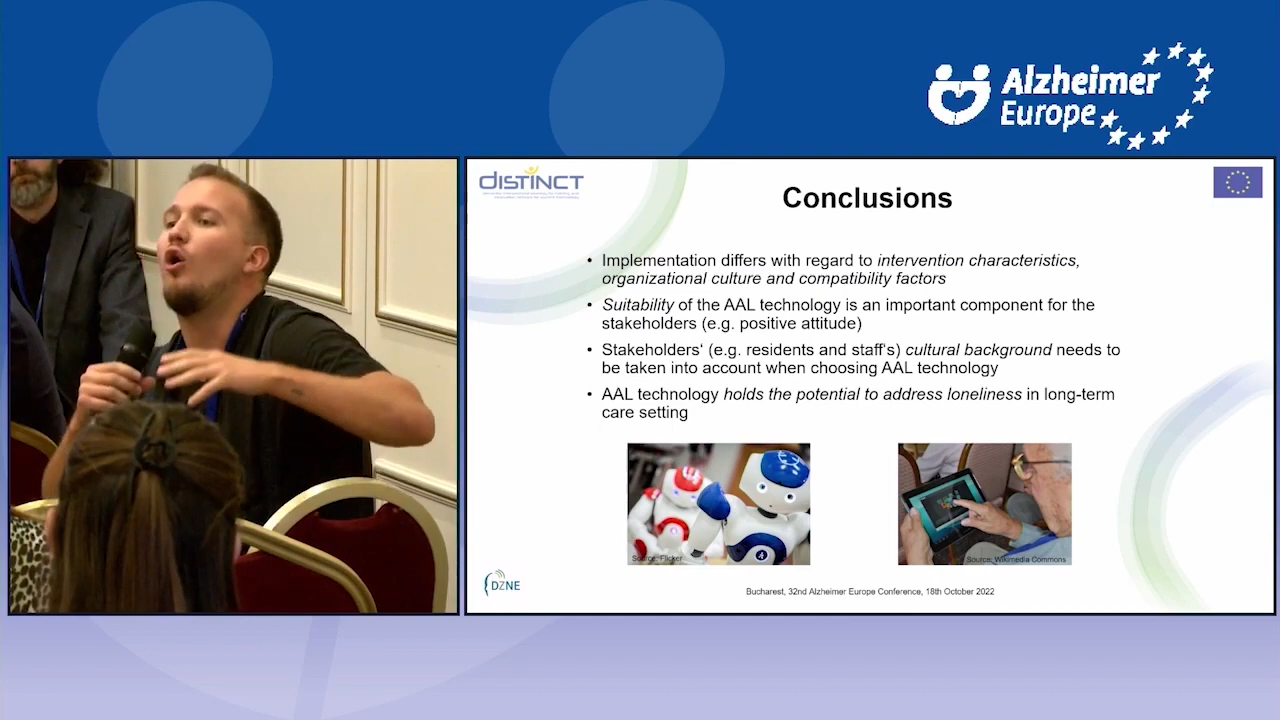 Alzheimer
Europe
DISTINCT
Conclusions
• Implementation differs with regard to intervention characteristics,
organizational culture and compatibility factors
• Suitability of the AAL technology is an important component for the
stakeholders (e.g. positive attitude)
• Stakeholders‘ (e.g. residents and staff‘s) cultural background needs to
be taken into account when choosing AAL technology
• AAL technology holds the potential to address loneliness in long-term
care setting
Source: Flicker
Source: Wikimedia Commons
DZNE
Bucharest, 32nd Alzheimer Europe Conference, 18th October 2022